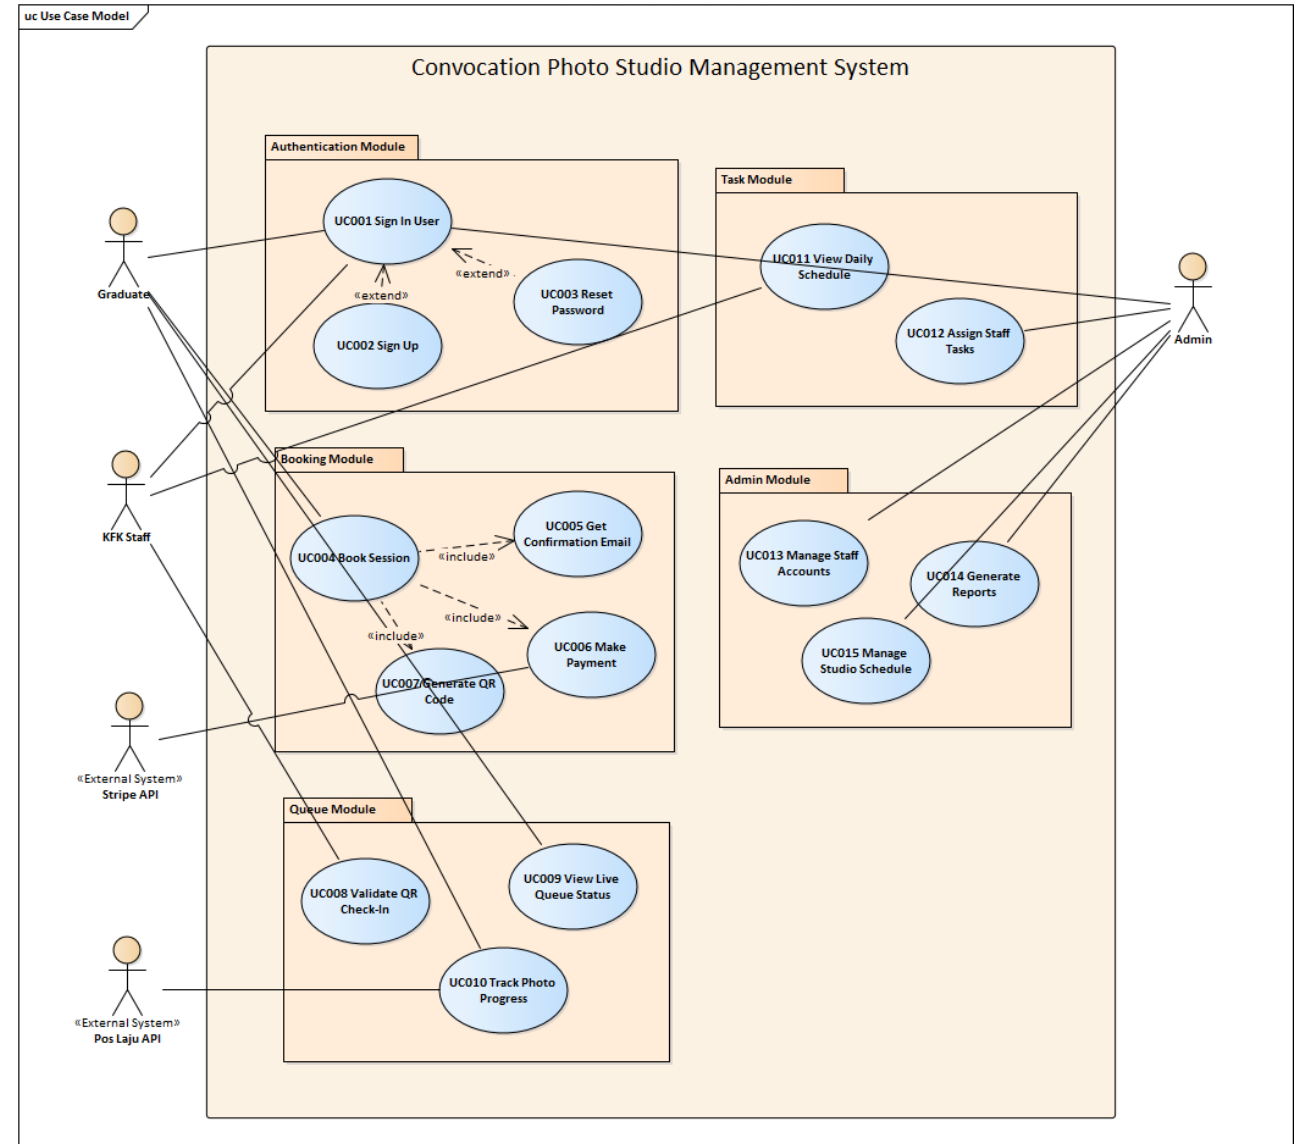 uc Use Case Model
Convocation Photo Studio Management System
Authentication Module
UC001 Sign In User
«extend»
«extend»
UC003 Reset
Password
UC002 Sign Up
Task Module
UC011 View Daily
Schedule
UC012 Assign Staff
Tasks
Graduate
Admin
KFK Staff
Booking Module
UC004 Book Session
UC005 Get
Confirmation Email
«include»
«include»
«include»
UC006 Make
Payment
UC007 Generate QR
Code
Admin Module
UC013 Manage Staff
Accounts
UC014 Generate
Reports
UC015 Manage
Studio Schedule
«External System»
Stripe API
Queue Module
UC008 Validate QR
Check-In
UC009 View Live
Queue Status
UC010 Track Photo
Progress
«External System»
Pos Laju API